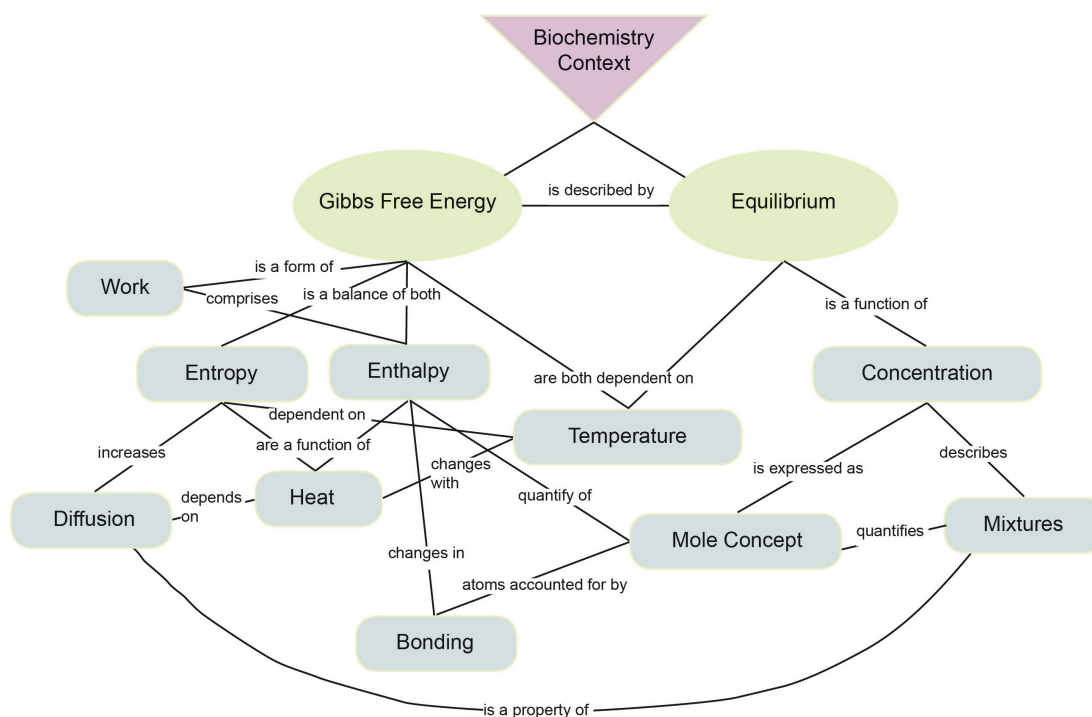 Biochemistry
Context
is described by
Gibbs Free Energy
Equilibrium
is a form of
Work
comprises
is a balance of both
is a function of
Entropy
Enthalpy
are both dependent on
Concentration
dependent on
Temperature
increases
are a function of
changes
with
is expressed as
describes
depends
on
Heat
quantify of
Diffusion
Mole Concept
quantifies
Mixtures
changes in
atoms accounted for by
Bonding
is a property of